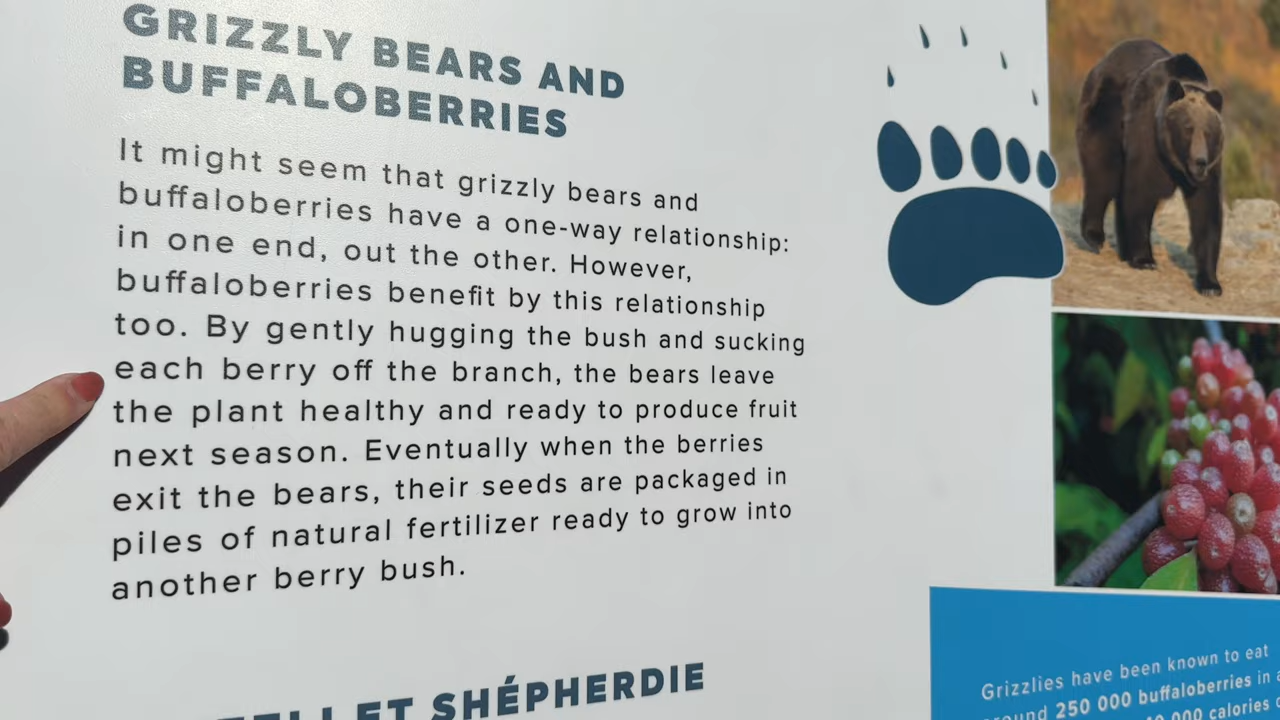 GRIZZLY BEARS AND
BUFFALOBERRIES
It might seem that grizzly bears and
buffaloberries have a one-way relationship:
in one end, out the other. However,
buffaloberries benefit by this relationship
too. By gently hugging the bush and sucking
each berry off the branch, the bears leave
the plant healthy and ready to produce fruit
next season. Eventually when the berries
exit the bears, their seeds are packaged in
piles of natural fertilizer ready to grow into
another berry bush.
ET SHÉPHERDIE
Grizzlies have been known to eat
250 000 buffaloberries in
000 calories